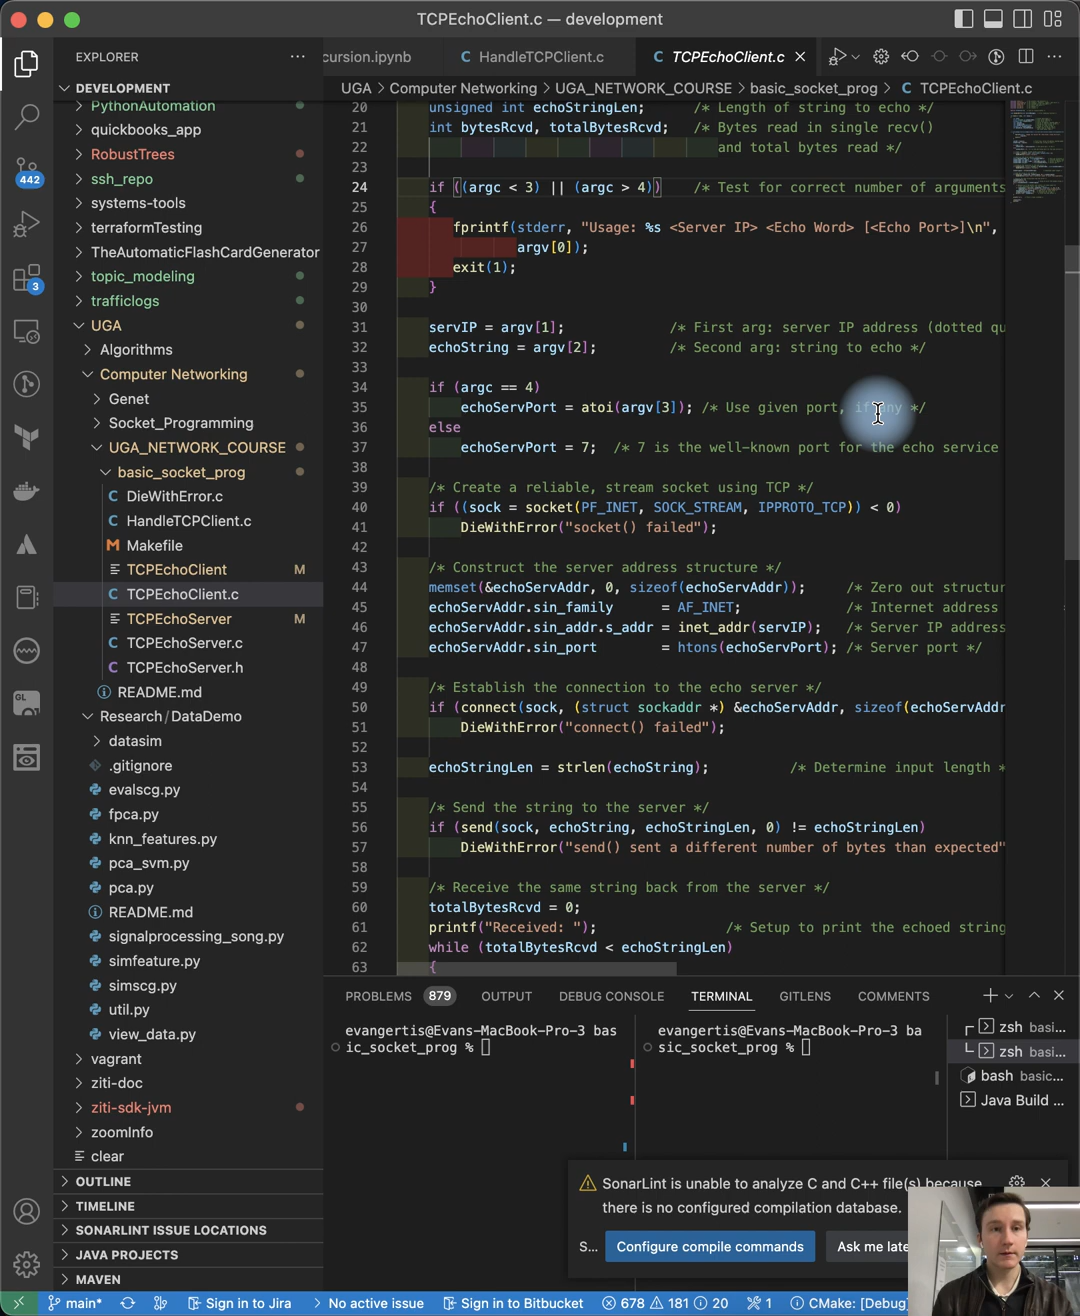 TCPEchoClient.c — development
EXPLORER
cursion.ipynb
C HandleTCPClient.c
C TCPEchoClient.c
DEVELOPMENT
UGA > Computer Networking > UGA_NETWORK_COURSE > basic_socket_prog > C TCPEchoClient.c
PythonAutomation
quickbooks_app
RobustTrees
ssh_repo
systems-tools
terraformTesting
TheAutomaticFlashCardGenerator
topic_modeling
trafficlogs
UGA
Algorithms
Computer Networking
Genet
Socket_Programming
UGA_NETWORK_COURSE
basic_socket_prog
C DieWithError.c
C HandleTCPClient.c
M Makefile
TCPEchoClient M
C TCPEchoClient.c
TCPEchoServer M
C TCPEchoServer.c
C TCPEchoServer.h
README.md
Research/DataDemo
datasim
.gitignore
evalscg.py
fpca.py
knn_features.py
pca_svm.py
pca.py
README.md
signalprocessing_song.py
simfeature.py
simscg.py
util.py
view_data.py
vagrant
ziti-doc
ziti-sdk-jvm
zoomInfo
clear
OUTLINE
TIMELINE
SONARLINT ISSUE LOCATIONS
JAVA PROJECTS
MAVEN
442
3
GL
20 unsigned int echoStringLen; /* Length of string to echo */
21 int bytesRcvd, totalBytesRcvd; /* Bytes read in single recv()
22 and total bytes read */
23
24 if ((argc < 3) || (argc > 4)) /* Test for correct number of arguments
25 {
26 fprintf(stderr, "Usage: %s <Server IP> <Echo Word> [<Echo Port>]\n",
27 argv[0]);
28 exit(1);
29 }
30
31 servIP = argv[1]; /* First arg: server IP address (dotted qu
32 echoString = argv[2]; /* Second arg: string to echo */
33
34 if (argc == 4)
35 echoServPort = atoi(argv[3]); /* Use given port, if any */
36 else
37 echoServPort = 7; /* 7 is the well-known port for the echo service
38
39 /* Create a reliable, stream socket using TCP */
40 if ((sock = socket(PF_INET, SOCK_STREAM, IPPROTO_TCP)) < 0)
41 DieWithError("socket() failed");
42
43 /* Construct the server address structure */
44 memset(&echoServAddr, 0, sizeof(echoServAddr)); /* Zero out structur
45 echoServAddr.sin_family = AF_INET; /* Internet address
46 echoServAddr.sin_addr.s_addr = inet_addr(servIP); /* Server IP address
47 echoServAddr.sin_port = htons(echoServPort); /* Server port */
48
49 /* Establish the connection to the echo server */
50 if (connect(sock, (struct sockaddr *) &echoServAddr, sizeof(echoServAddr
51 DieWithError("connect() failed");
52
53 echoStringLen = strlen(echoString); /* Determine input length *
54
55 /* Send the string to the server */
56 if (send(sock, echoString, echoStringLen, 0) != echoStringLen)
57 DieWithError("send() sent a different number of bytes than expected"
58
59 /* Receive the same string back from the server */
60 totalBytesRcvd = 0;
61 printf("Received: "); /* Setup to print the echoed string
62 while (totalBytesRcvd < echoStringLen)
63 {
PROBLEMS 879 OUTPUT DEBUG CONSOLE TERMINAL GITLENS COMMENTS
evangertis@Evans-MacBook-Pro-3 bas
ic_socket_prog %
evangertis@Evans-MacBook-Pro-3 ba
sic_socket_prog %
zsh basi...
zsh basi...
bash basic...
Java Build ...
SonarLint is unable to analyze C and C++ file(s) because
there is no configured compilation database.
S... Configure compile commands Ask me late
main* Sign in to Jira No active issue Sign in to Bitbucket 678 181 20 1 CMake: [Debug]